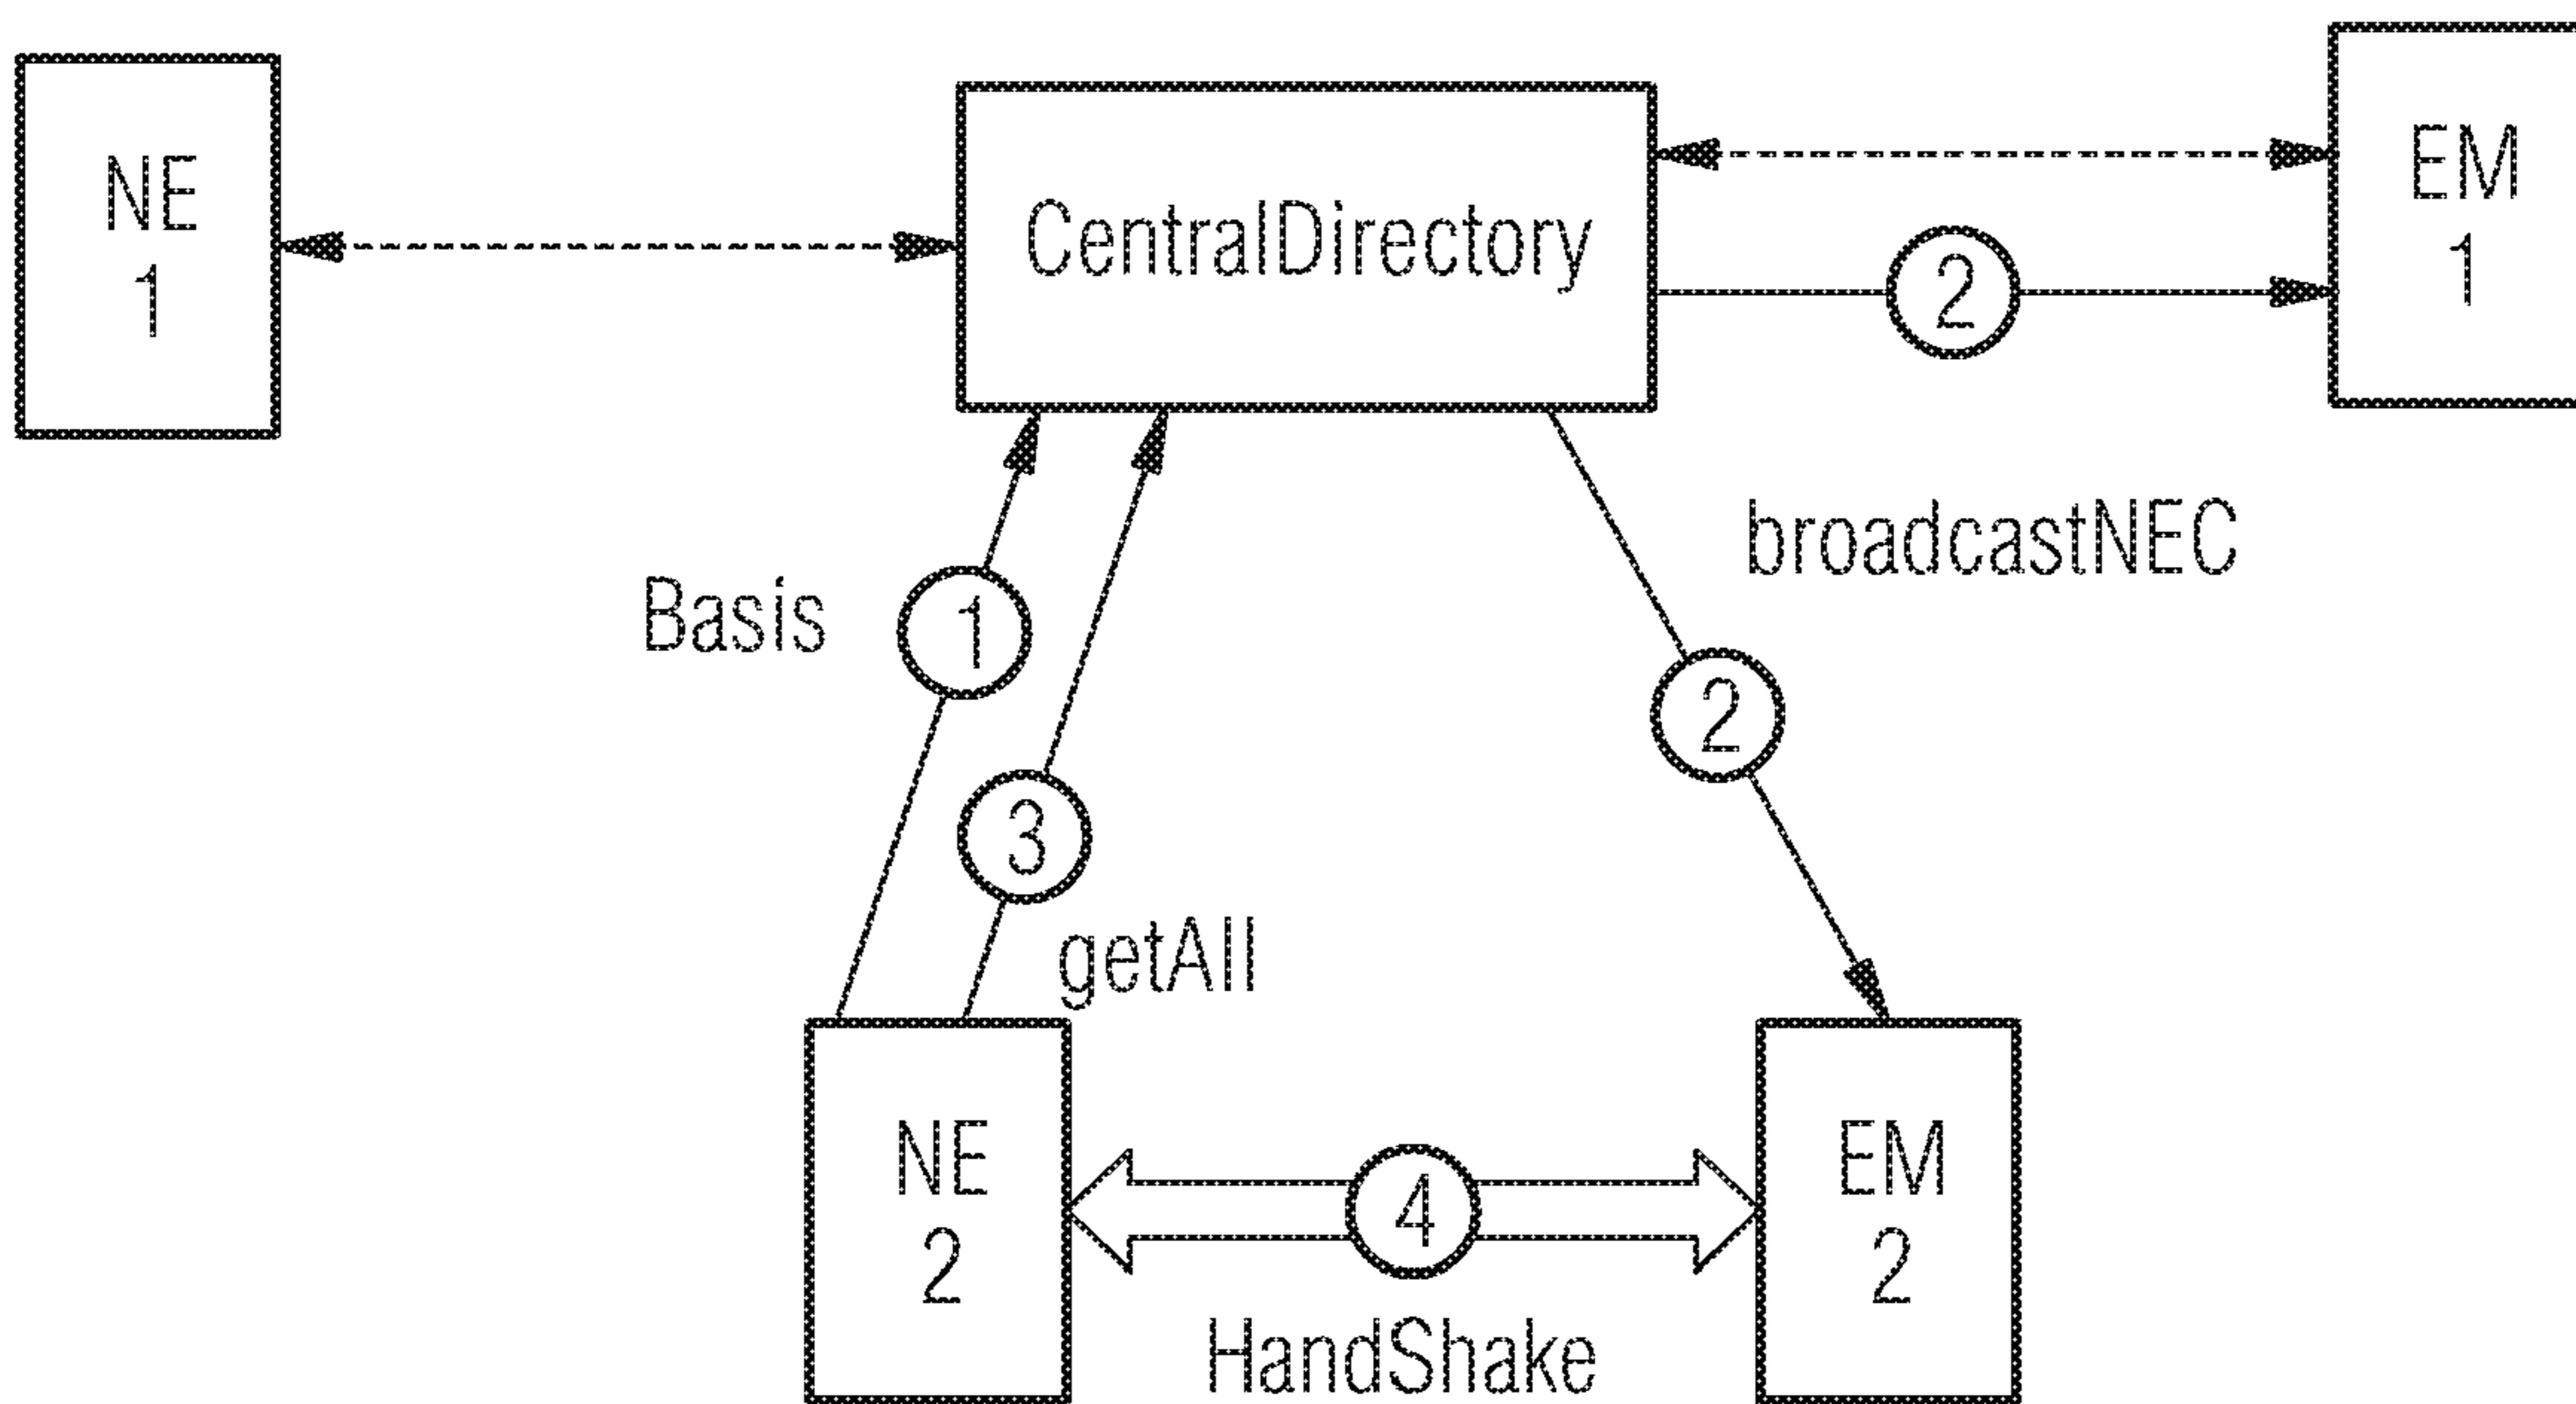 NE
1
CentralDirectory
EM
1
2
broadcastNEC
Basis
1
2
3
getAll
NE
2
4
EM
2
HandShake